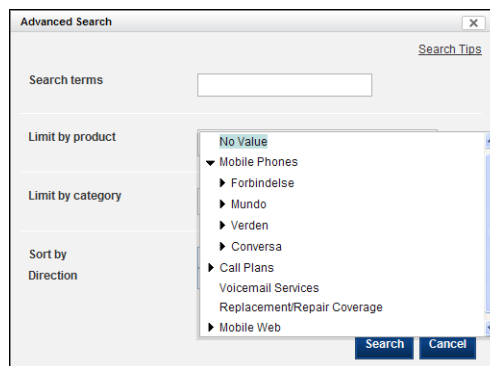 Advanced Search
Search Tips
Search terms
Limit by product
No Value
Mobile Phones
Forbindelse
Mundo
Verden
Conversa
Call Plans
Voicemail Services
Replacement/Repair Coverage
Mobile Web
Limit by category
Sort by
Direction
Search Cancel